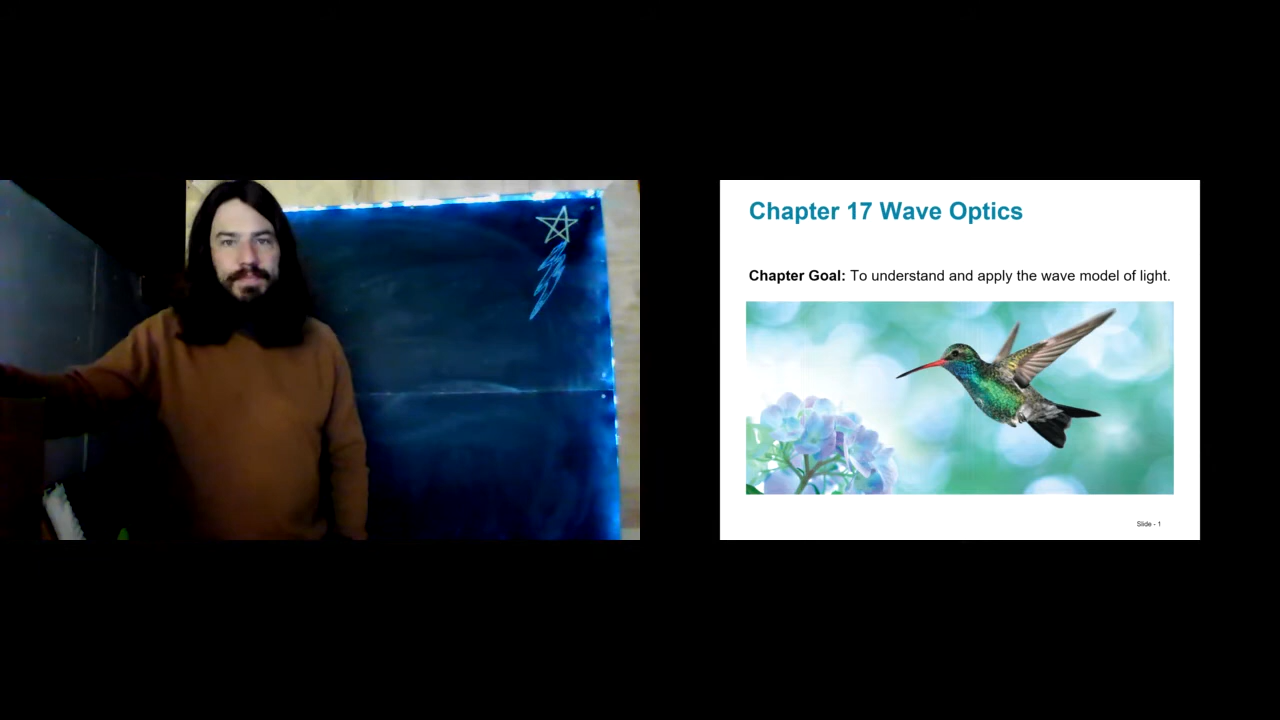 Chapter 17 Wave Optics
Chapter Goal: To understand and apply the wave model of light.
Slide - 1